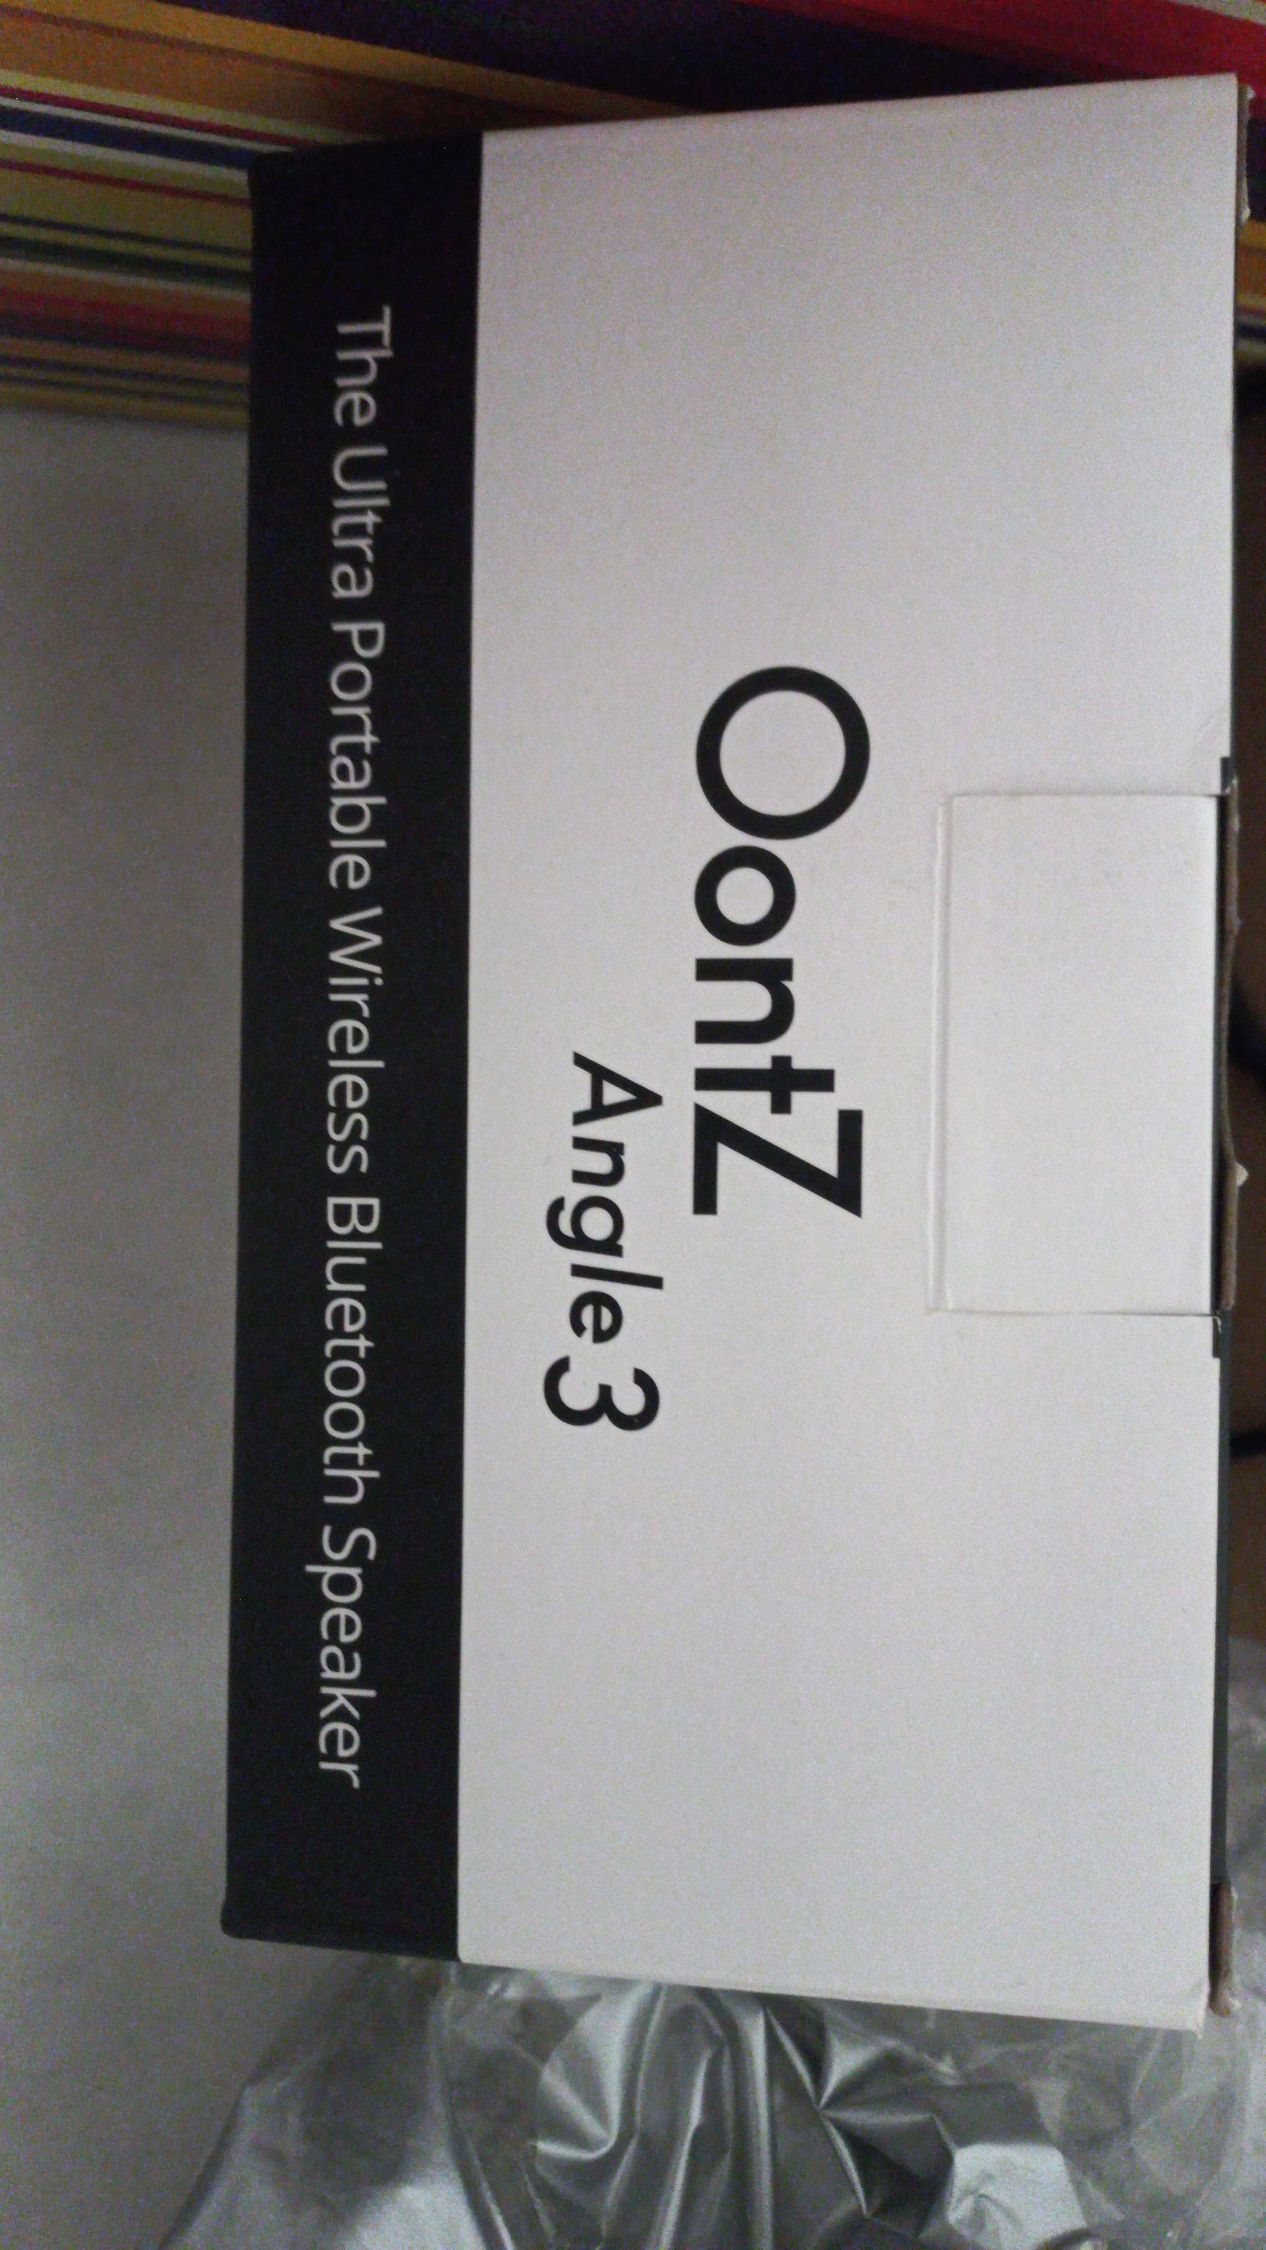 OontZ
Angle 3
The Ultra Portable Wireless Bluetooth Speaker